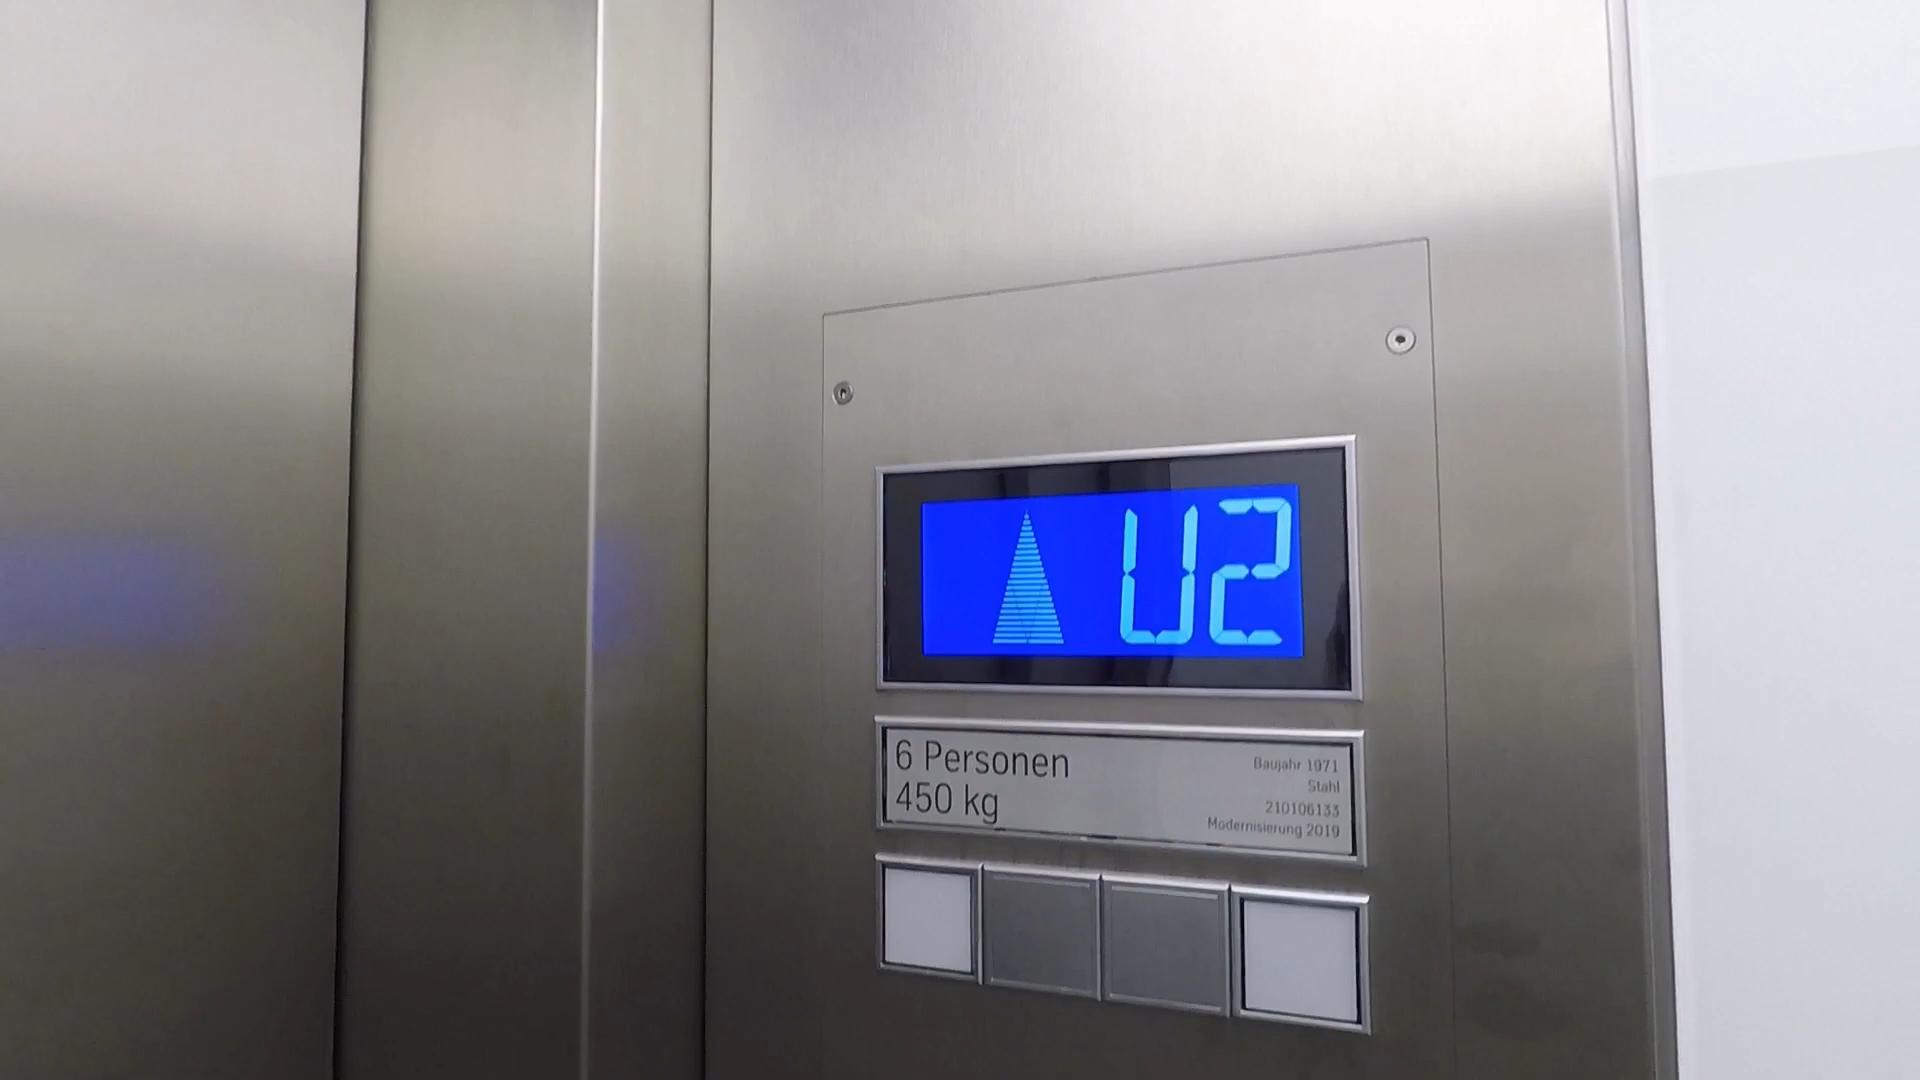 U2
6 Personen
450 kg
Baujahr 1971
Stahl
210106133
Modernisierung 2019